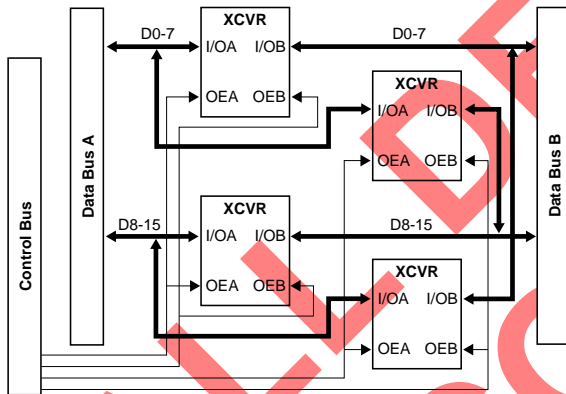 XCVR
D0-7
D0-7
I/OA I/OB
OEA OEB
XCVR
I/OA I/OB
OEA OEB
Control Bus
Data Bus A
Data Bus B
XCVR
D8-15
D8-15
I/OA I/OB
OEA OEB
XCVR
I/OA I/OB
OEA OEB